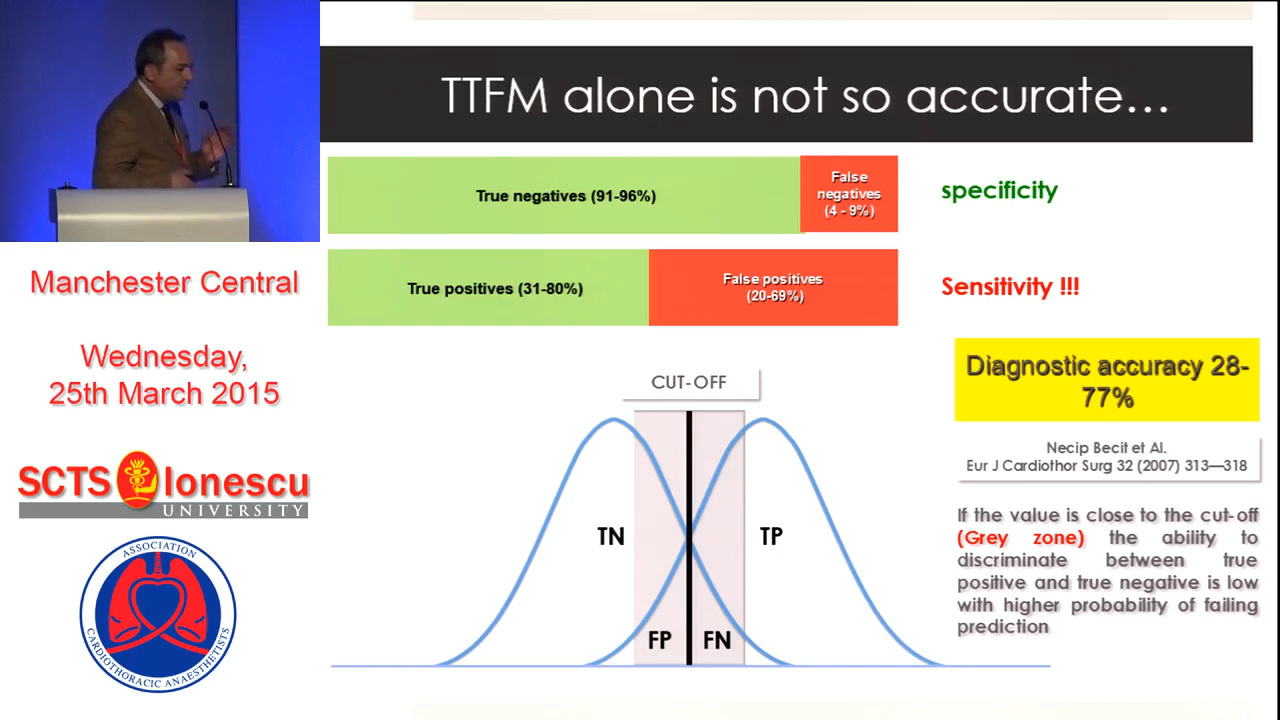 TTFM alone is not so accurate...
True negatives (91-96%)
False
negatives
(4 - 9%)
specificity
True positives (31-80%)
False positives
(20-69%)
Sensitivity !!!
Manchester Central
Wednesday,
25th March 2015
SCTS Ionescu
UNIVERSITY
ASSOCIATION
CARDIOTHORACIC ANAESTHETISTS
CUT-OFF
TN
TP
FP
FN
Diagnostic accuracy 28-
77%
Necip Becit et Al.
Eur J Cardiothor Surg 32 (2007) 313—318
If the value is close to the cut-off
(Grey zone) the ability to
discriminate between true
positive and true negative is low
with higher probability of failing
prediction